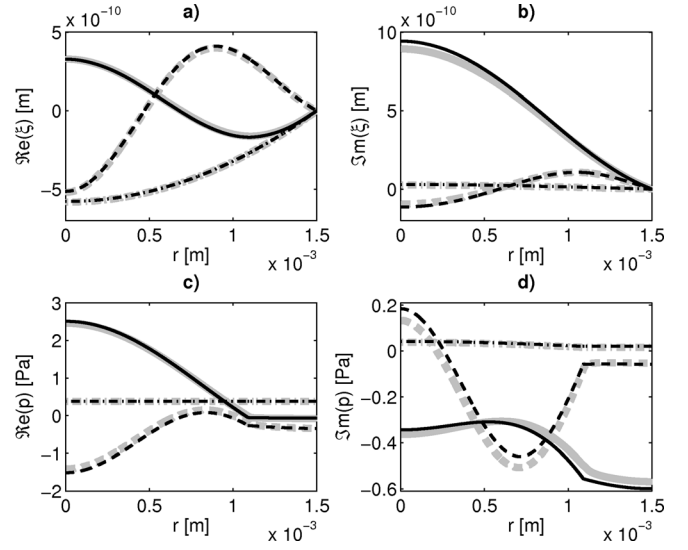 a)
× 10⁻¹⁰
5
0
−5
ℜe(ξ) [m]
0 0.5 1 1.5
r [m]
× 10⁻³
b)
× 10⁻¹⁰
10
5
0
ℑm(ξ) [m]
0 0.5 1 1.5
r [m]
× 10⁻³
c)
3
2
1
0
−1
−2
ℜe(p) [Pa]
0 0.5 1 1.5
r [m]
× 10⁻³
d)
0.2
0
−0.2
−0.4
−0.6
ℑm(p) [Pa]
0 0.5 1 1.5
r [m]
× 10⁻³